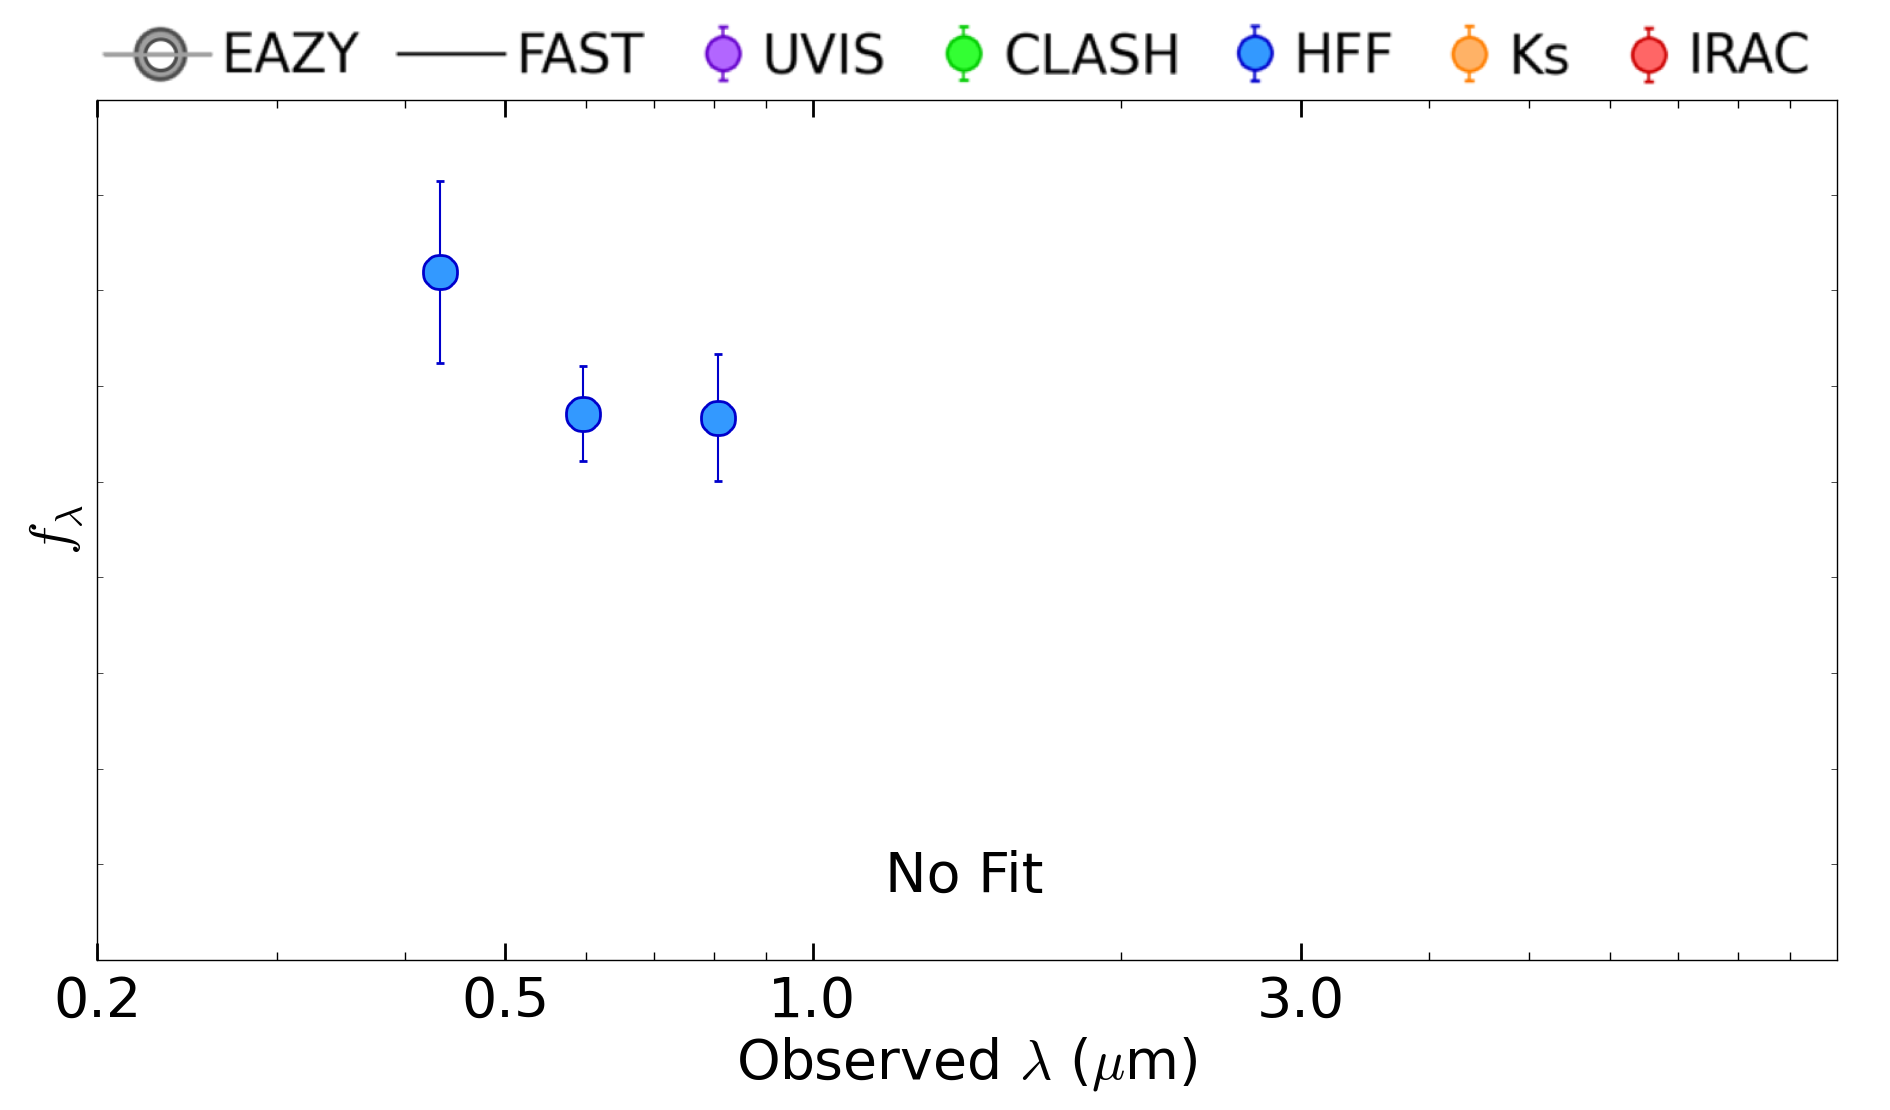 EAZY FAST UVIS CLASH HFF Ks IRAC
f_λ
No Fit
0.2 0.5 1.0 3.0
Observed λ (μm)